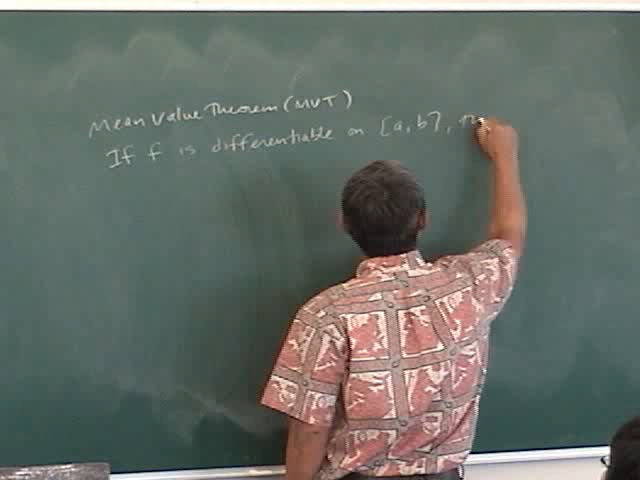 Mean Value Theorem (MVT)
If f is differentiable on [a, b],